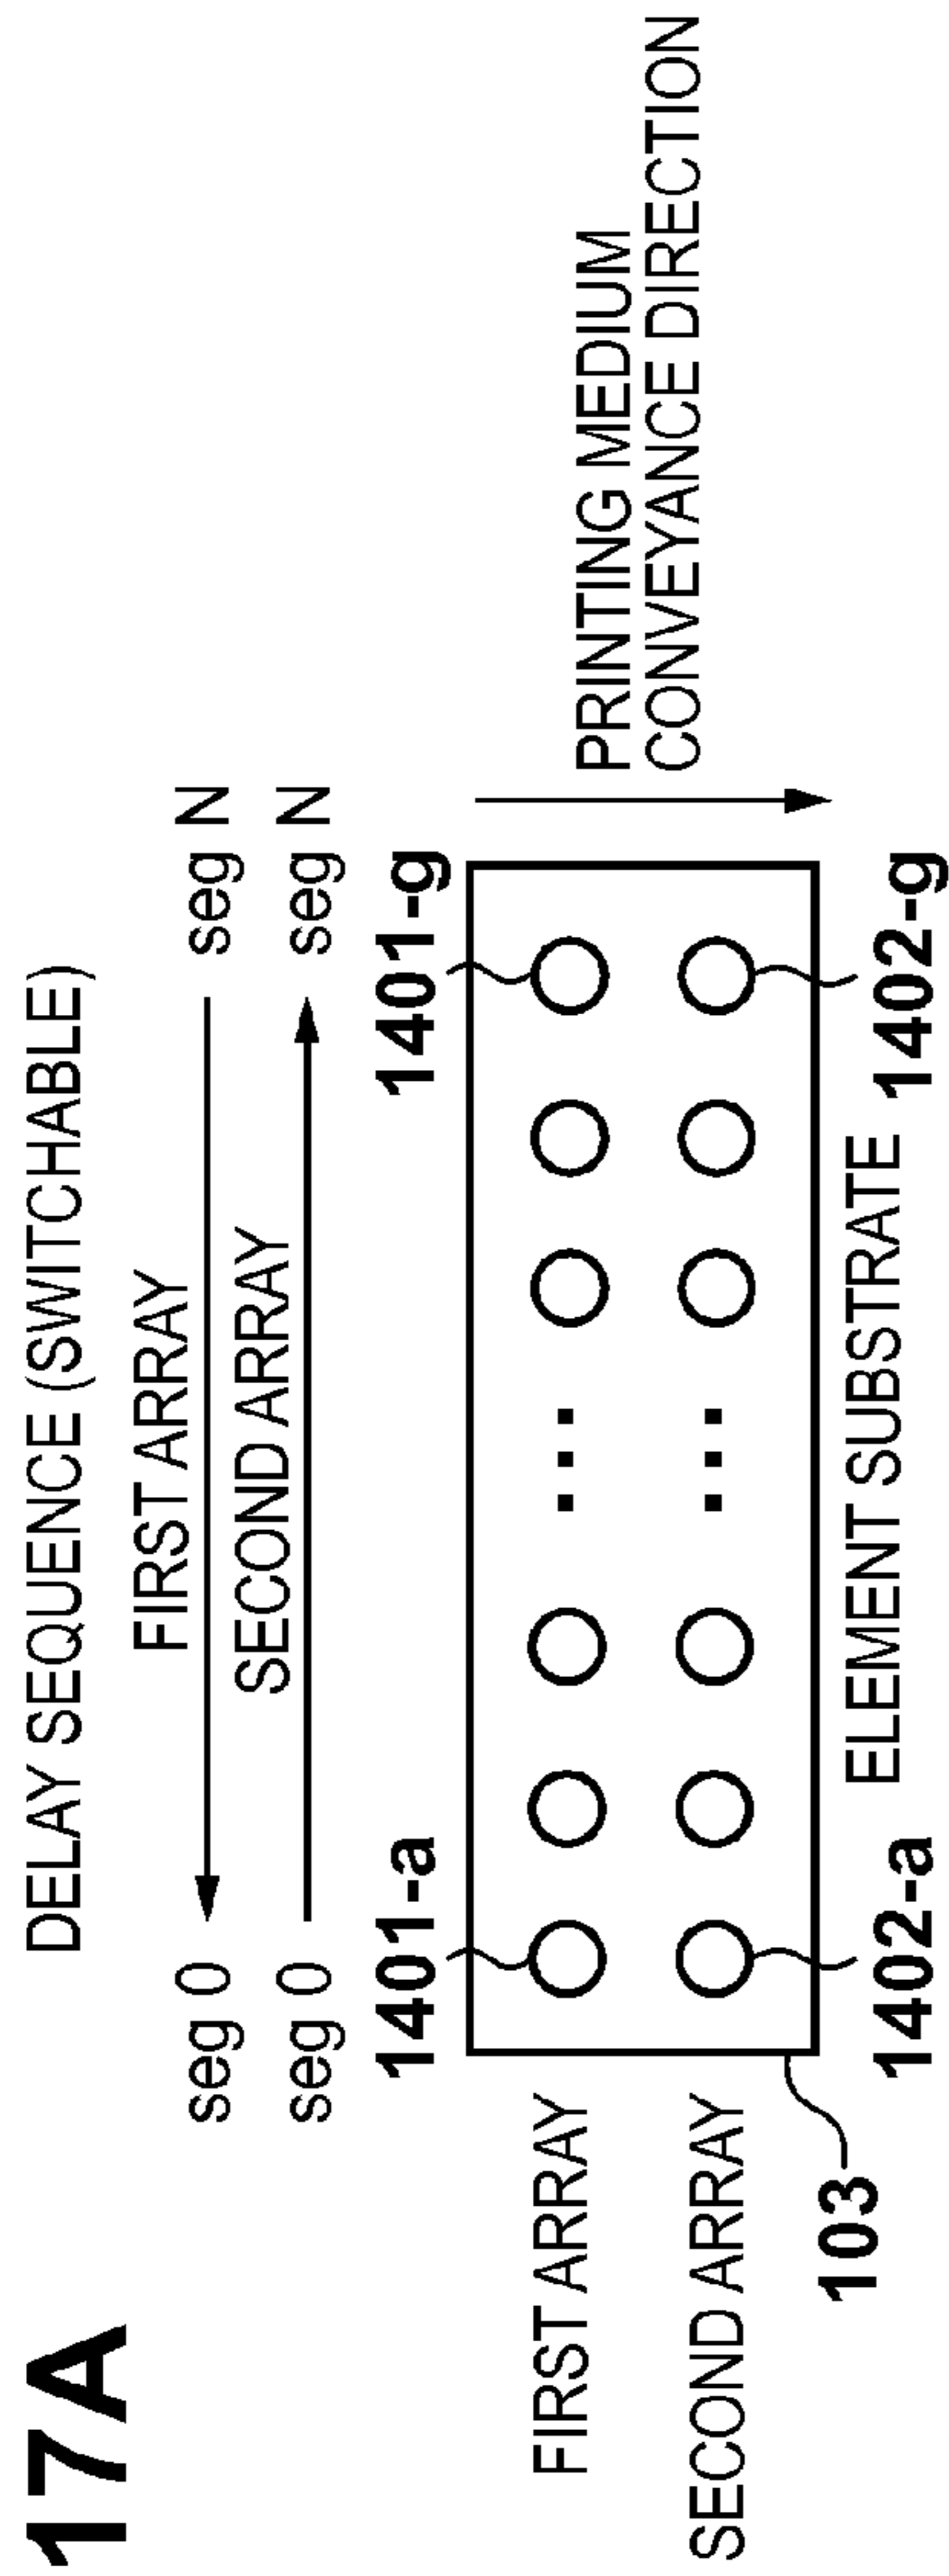 17A
DELAY SEQUENCE (SWITCHABLE)
FIRST ARRAY
seg 0 seg N
SECOND ARRAY
seg 0 seg N
1401-a 1401-g
FIRST ARRAY
SECOND ARRAY
PRINTING MEDIUM
CONVEYANCE DIRECTION
103
1402-a ELEMENT SUBSTRATE 1402-g